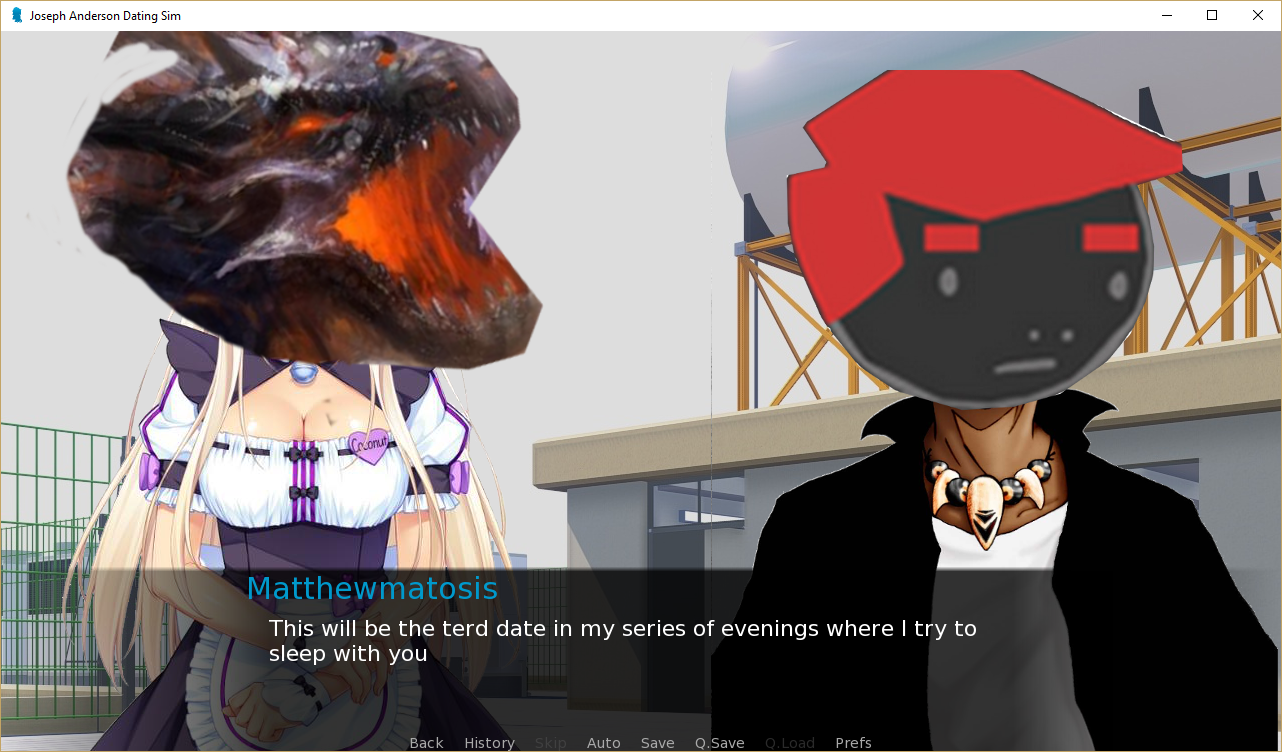 Joseph Anderson Dating Sim
Coconut
Matthewmatosis
This will be the terd date in my series of evenings where I try to
sleep with you
Back History Skip Auto Save Q.Save Q.Load Prefs